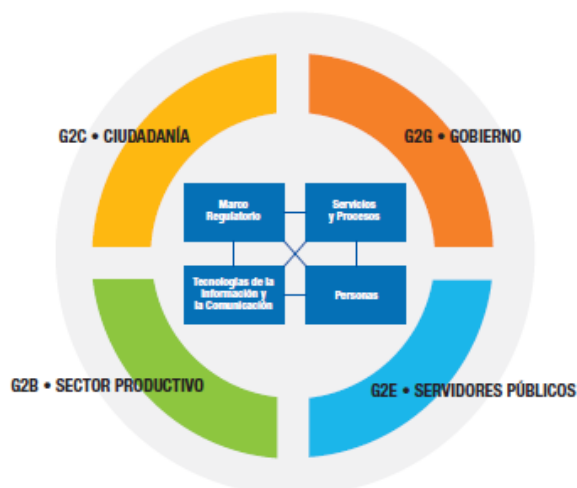 G2C • CIUDADANÍA
G2G • GOBIERNO
Marco
Regulatorio
Servicios
y Procesos
Tecnologías de la
Información y
la Comunicación
Personas
G2B • SECTOR PRODUCTIVO
G2E • SERVIDORES PÚBLICOS